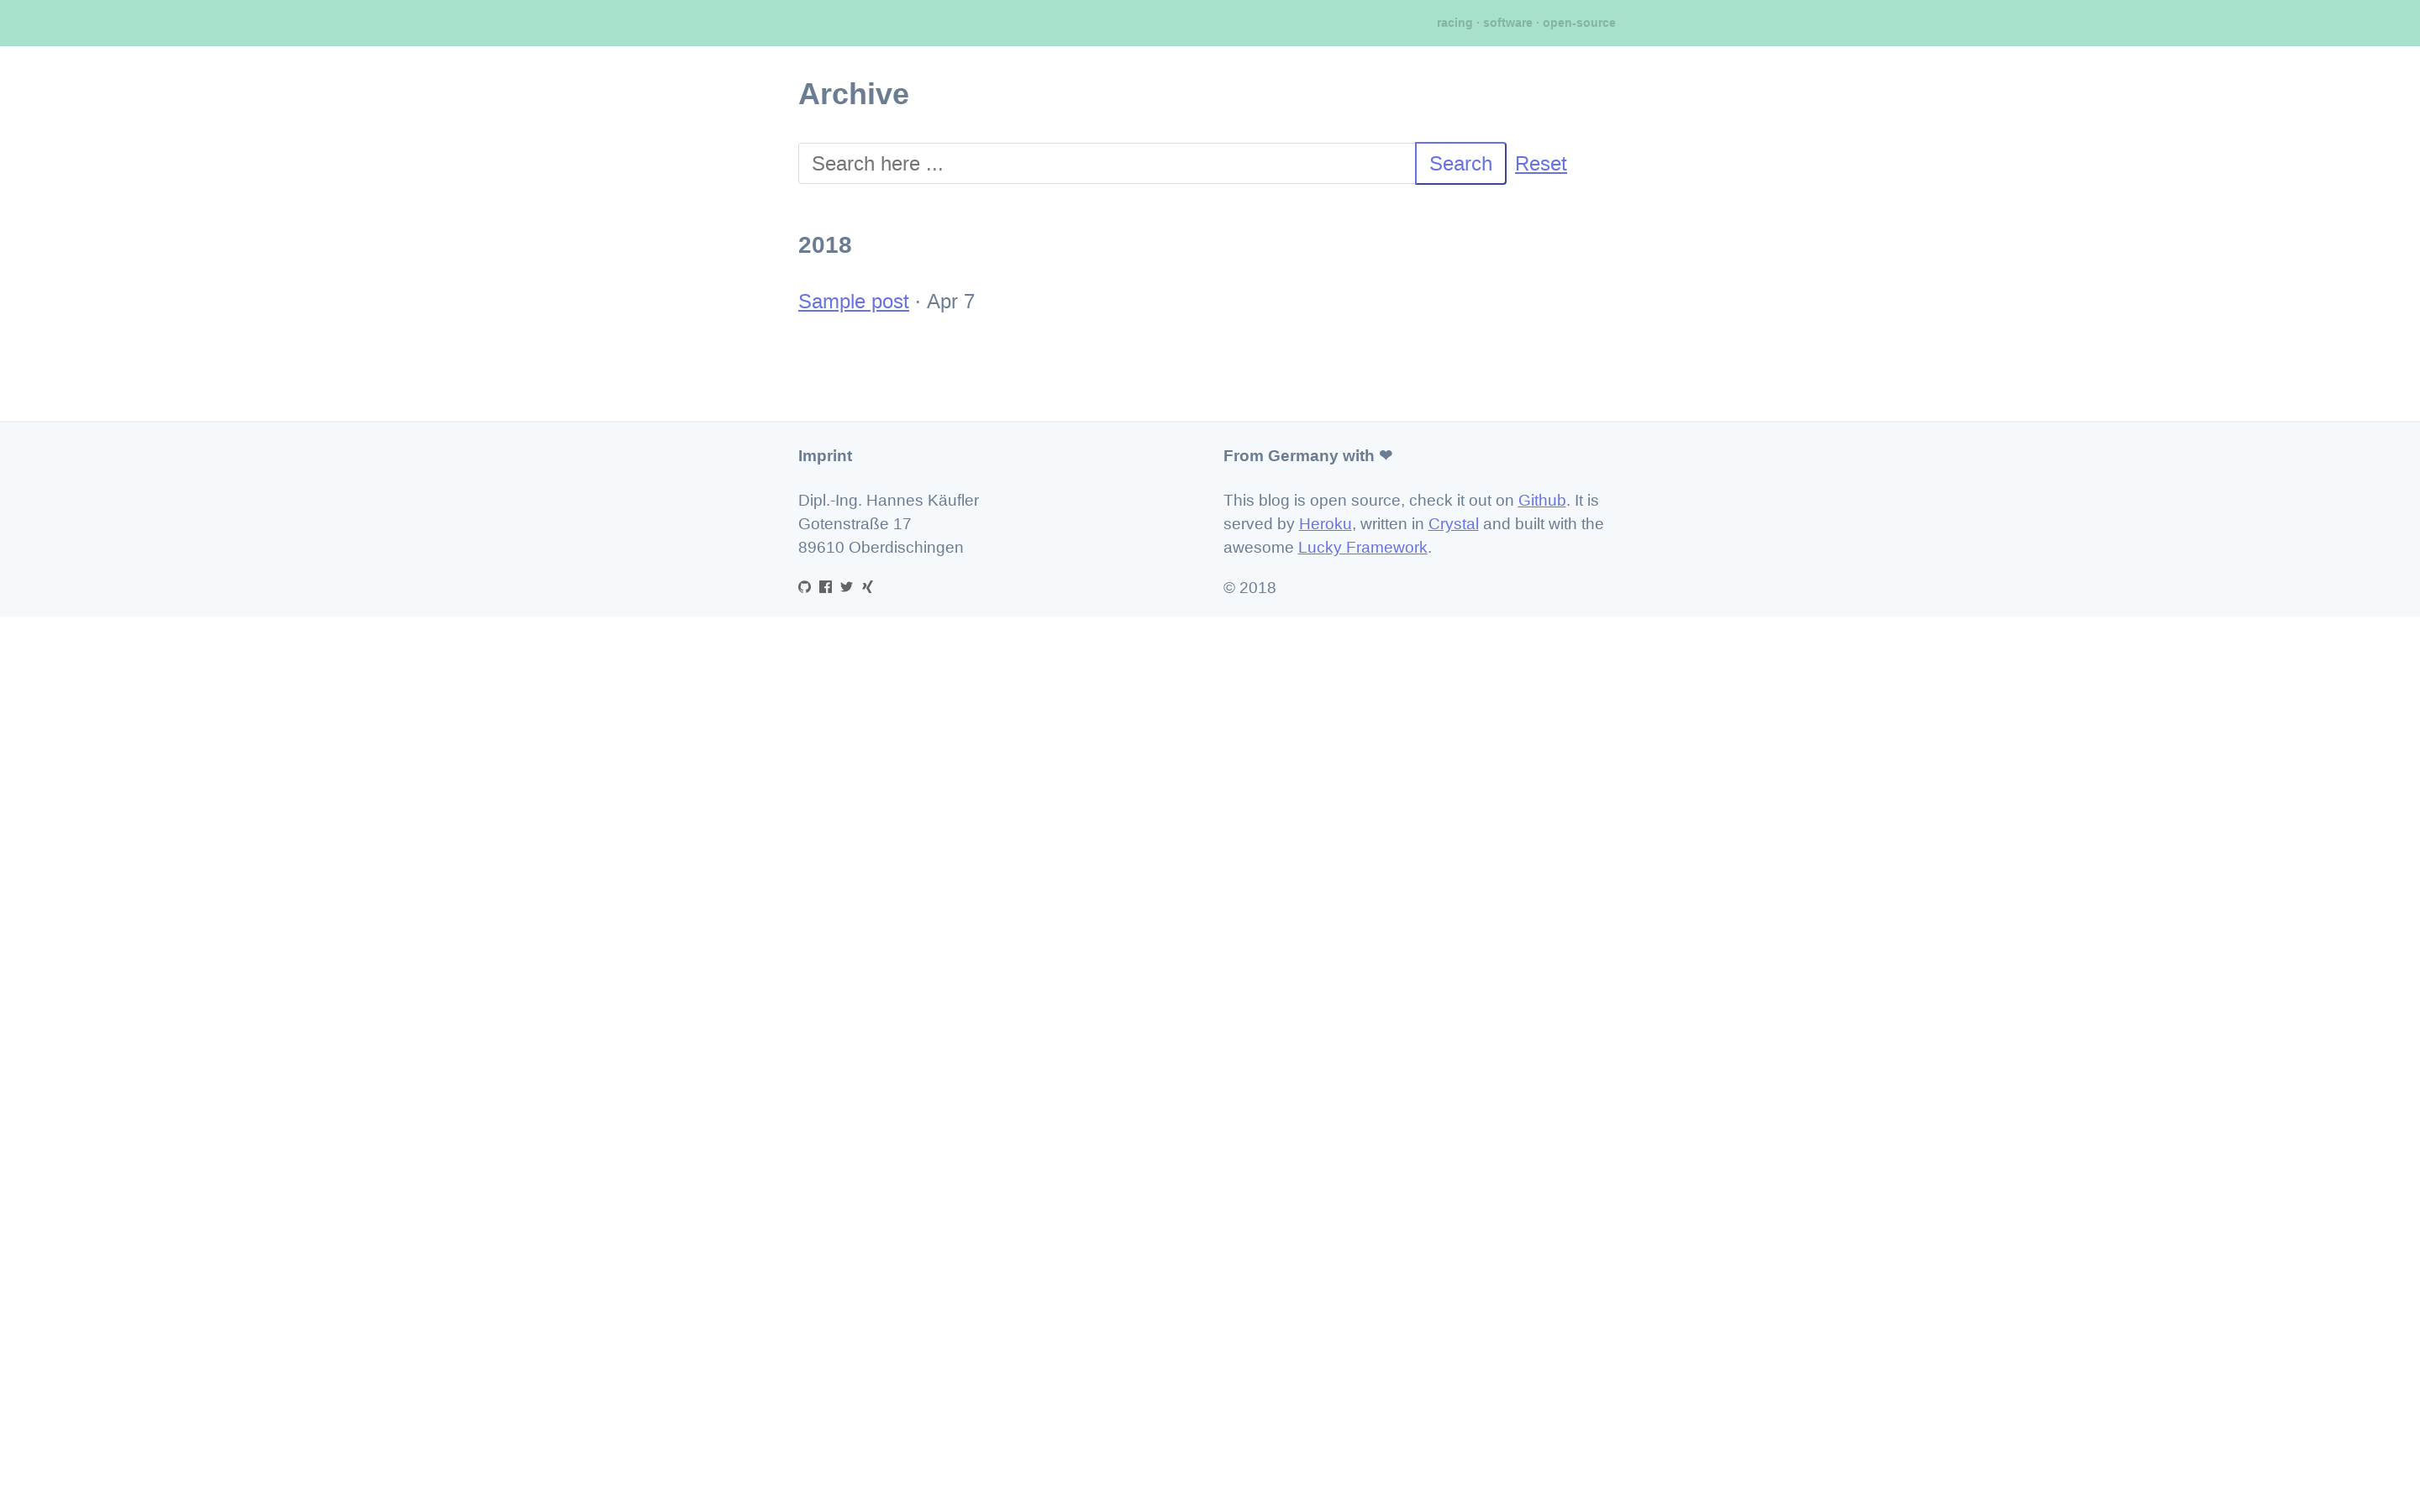 racing · software · open-source
Archive
Search here ...
Search
Reset
2018
Sample post · Apr 7
Imprint
Dipl.-Ing. Hannes Käufler
Gotenstraße 17
89610 Oberdischingen
From Germany with ❤
This blog is open source, check it out on Github. It is
served by Heroku, written in Crystal and built with the
awesome Lucky Framework.
© 2018